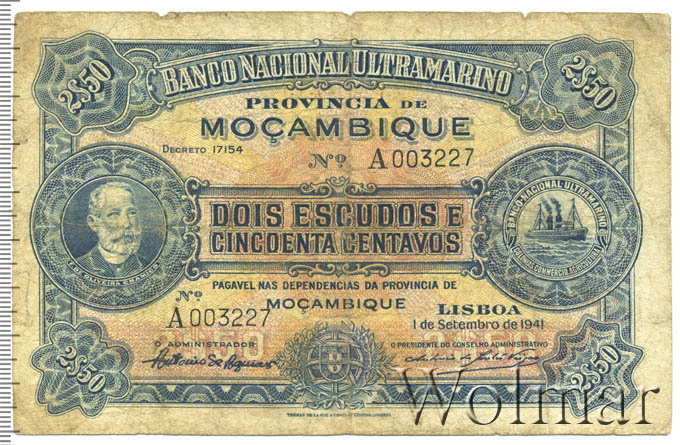 2$50
2$50
BANCO NACIONAL ULTRAMARINO
PROVINCIA DE
MOÇAMBIQUE
DECRETO 17154
Nº A 003227
BANCO NACIONAL ULTRAMARINO
DOIS ESCUDOS E
CINCOENTA CENTAVOS
PAGAVEL NAS DEPENDENCIAS DA PROVINCIA DE
MOÇAMBIQUE
Nº
A 003227
LISBOA
1 de Setembro de 1941
O ADMINISTRADOR
O PRESIDENTE DO CONSELHO ADMINISTRATIVO
2$50
2$50
Wolmar